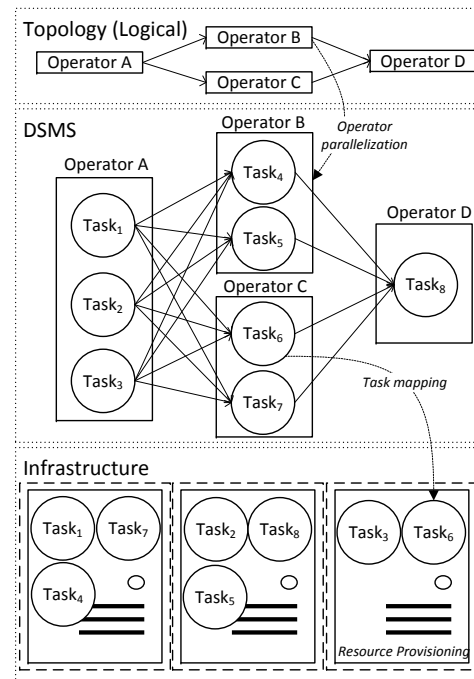 Topology (Logical)
Operator B
Operator A
Operator D
Operator C
Operator
parallelization
DSMS
Operator B
Operator A
Task4
Task1
Operator D
Task5
Task8
Task2
Operator C
Task6
Task3
Task mapping
Task7
Infrastructure
Task1 Task7 Task2 Task8 Task3 Task6
Task4 Task5
Resource Provisioning